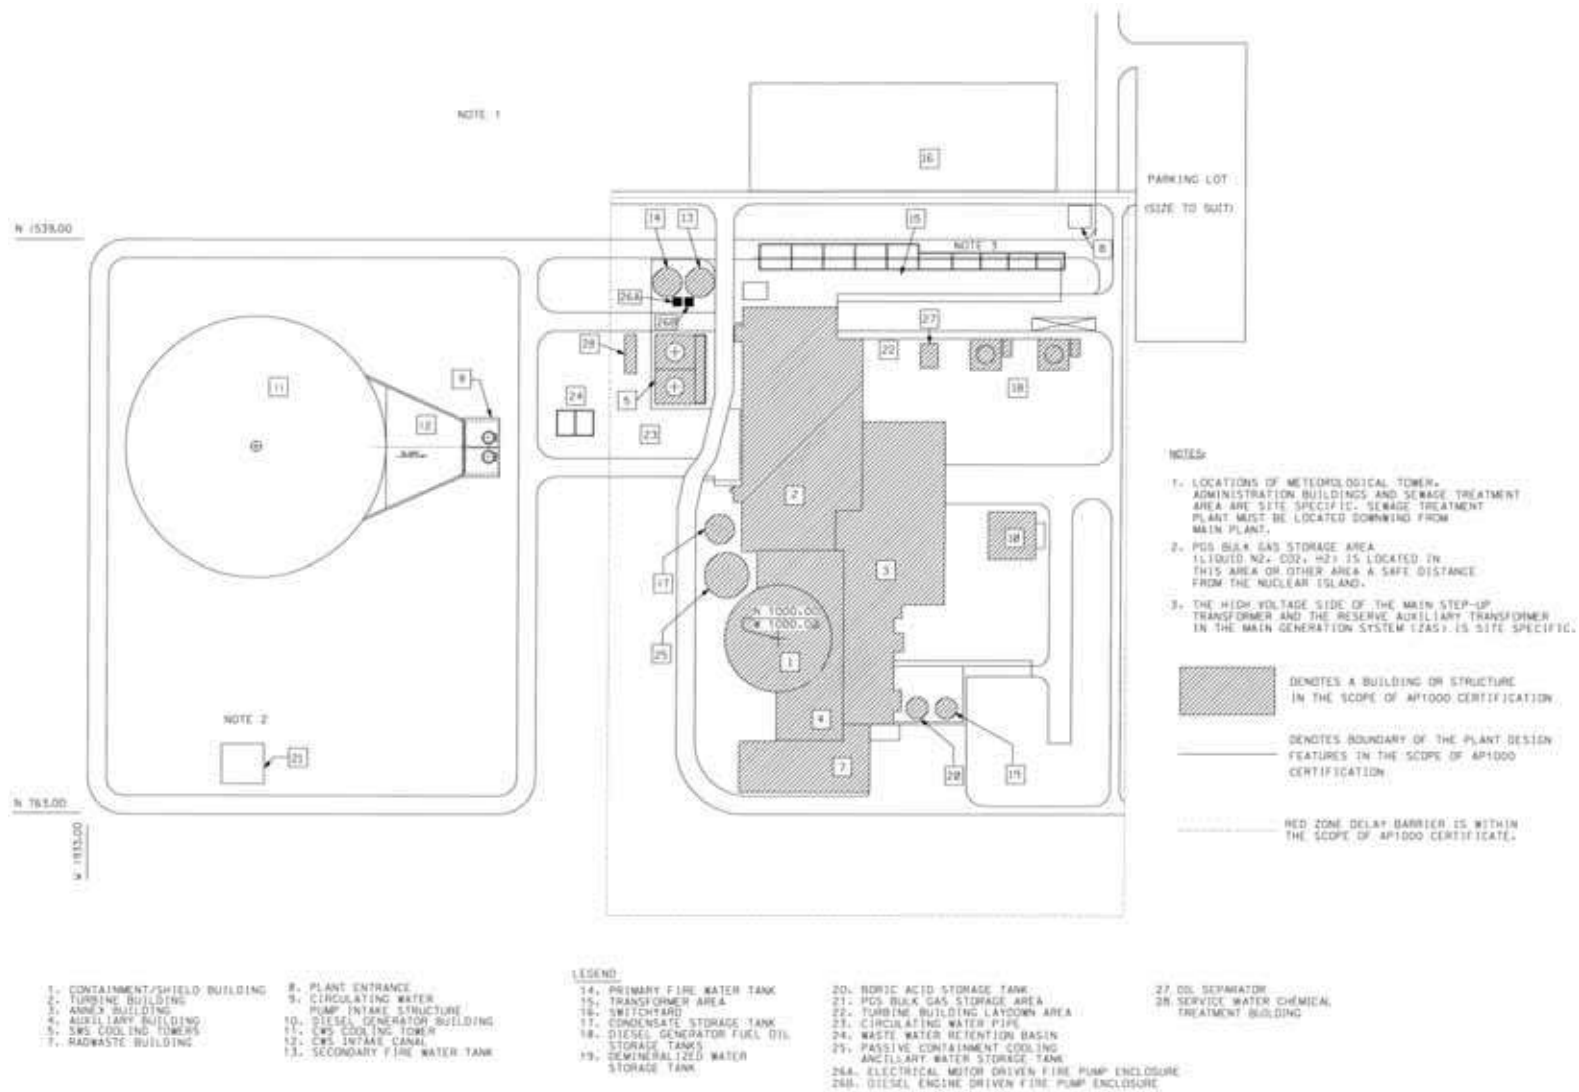 NOTE 1
16
PARKING LOT
(SIZE TO SUIT)
N 1539.00
14
13
15
NOTE 3
8
26A
26B
27
28
22
18
11
9
5
24
12
23
2
10
17
3
N 1000.00
W 1000.00
25
1
4
NOTE 2
21
7
20
19
N 763.00
W 1933.00
NOTES:
1. LOCATIONS OF METEOROLOGICAL TOWER,
ADMINISTRATION BUILDINGS AND SEWAGE TREATMENT
AREA ARE SITE SPECIFIC. SEWAGE TREATMENT
PLANT MUST BE LOCATED DOWNWIND FROM
MAIN PLANT.
2. PGS BULK GAS STORAGE AREA
(LIQUID N2, CO2, H2) IS LOCATED IN
THIS AREA OR OTHER AREA A SAFE DISTANCE
FROM THE NUCLEAR ISLAND.
3. THE HIGH VOLTAGE SIDE OF THE MAIN STEP-UP
TRANSFORMER AND THE RESERVE AUXILIARY TRANSFORMER
IN THE MAIN GENERATION SYSTEM (ZAS) IS SITE SPECIFIC.
DENOTES A BUILDING OR STRUCTURE
IN THE SCOPE OF AP1000 CERTIFICATION
DENOTES BOUNDARY OF THE PLANT DESIGN
FEATURES IN THE SCOPE OF AP1000
CERTIFICATION
RED ZONE DELAY BARRIER IS WITHIN
THE SCOPE OF AP1000 CERTIFICATE.
LEGEND
1. CONTAINMENT/SHIELD BUILDING
2. TURBINE BUILDING
3. ANNEX BUILDING
4. AUXILIARY BUILDING
5. SWS COOLING TOWERS
7. RADWASTE BUILDING
8. PLANT ENTRANCE
9. CIRCULATING WATER
PUMP INTAKE STRUCTURE
10. DIESEL GENERATOR BUILDING
11. CWS COOLING TOWER
12. CWS INTAKE CANAL
13. SECONDARY FIRE WATER TANK
14. PRIMARY FIRE WATER TANK
15. TRANSFORMER AREA
16. SWITCHYARD
17. CONDENSATE STORAGE TANK
18. DIESEL GENERATOR FUEL OIL
STORAGE TANKS
19. DEMINERALIZED WATER
STORAGE TANK
20. BORIC ACID STORAGE TANK
21. PGS BULK GAS STORAGE AREA
22. TURBINE BUILDING LAYDOWN AREA
23. CIRCULATING WATER PIPE
24. WASTE WATER RETENTION BASIN
25. PASSIVE CONTAINMENT COOLING
ANCILLARY WATER STORAGE TANK
26A. ELECTRICAL MOTOR DRIVEN FIRE PUMP ENCLOSURE
26B. DIESEL ENGINE DRIVEN FIRE PUMP ENCLOSURE
27 OIL SEPARATOR
28 SERVICE WATER CHEMICAL
TREATMENT BUILDING